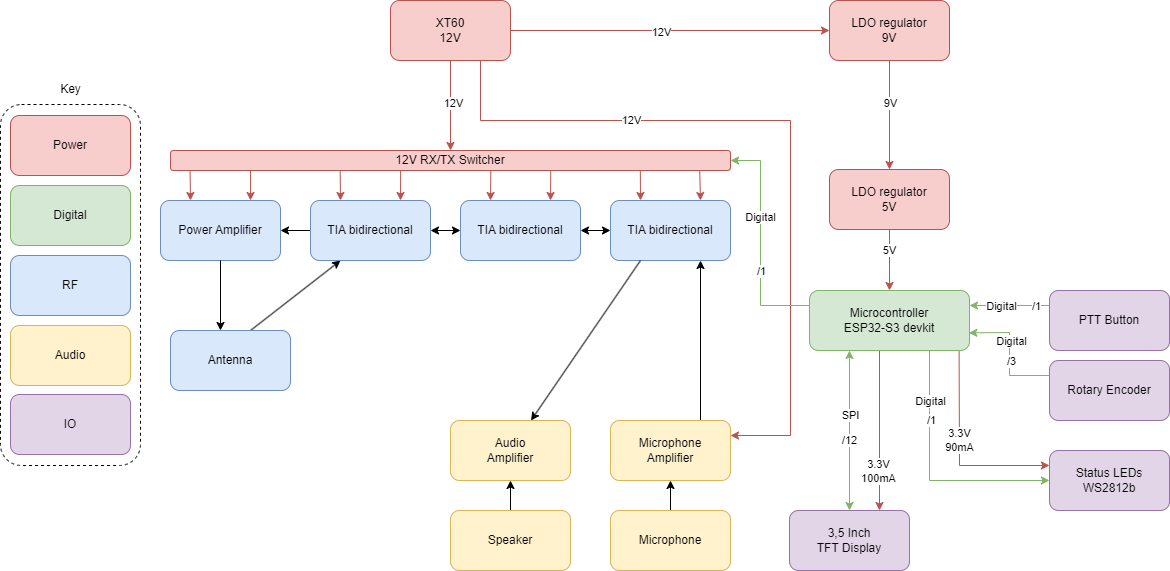 XT60
12V
LDO regulator
9V
12V
Key
12V
9V
12V
Power
12V RX/TX Switcher
Digital
LDO regulator
5V
Digital
Power Amplifier
TIA bidirectional
TIA bidirectional
TIA bidirectional
5V
/1
RF
Microcontroller
ESP32-S3 devkit
Digital
/1
PTT Button
Digital
/3
Audio
Antenna
Rotary Encoder
IO
SPI
/12
Digital
/1
Audio
Amplifier
Microphone
Amplifier
3.3V
90mA
3.3V
100mA
Status LEDs
WS2812b
Speaker
Microphone
3,5 Inch
TFT Display